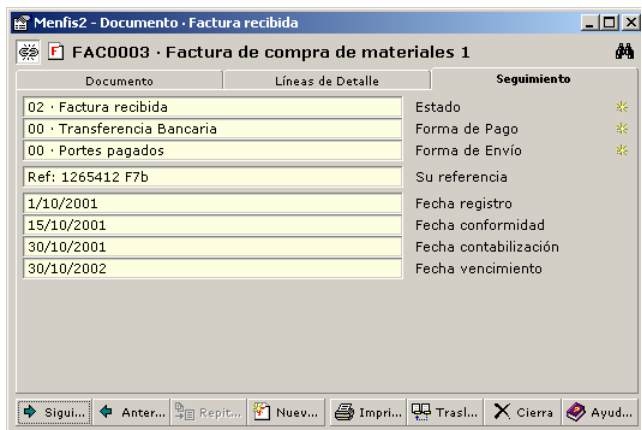 Menfis2 - Documento · Factura recibida
FAC0003 · Factura de compra de materiales 1
Documento
Líneas de Detalle
Seguimiento
02 · Factura recibida
Estado
00 · Transferencia Bancaria
Forma de Pago
00 · Portes pagados
Forma de Envío
Ref: 1265412 F7b
Su referencia
1/10/2001
Fecha registro
15/10/2001
Fecha conformidad
30/10/2001
Fecha contabilización
30/10/2002
Fecha vencimiento
Sigui... Anter... Repit... Nuev... Impri... Trasl... Cierra Ayud...